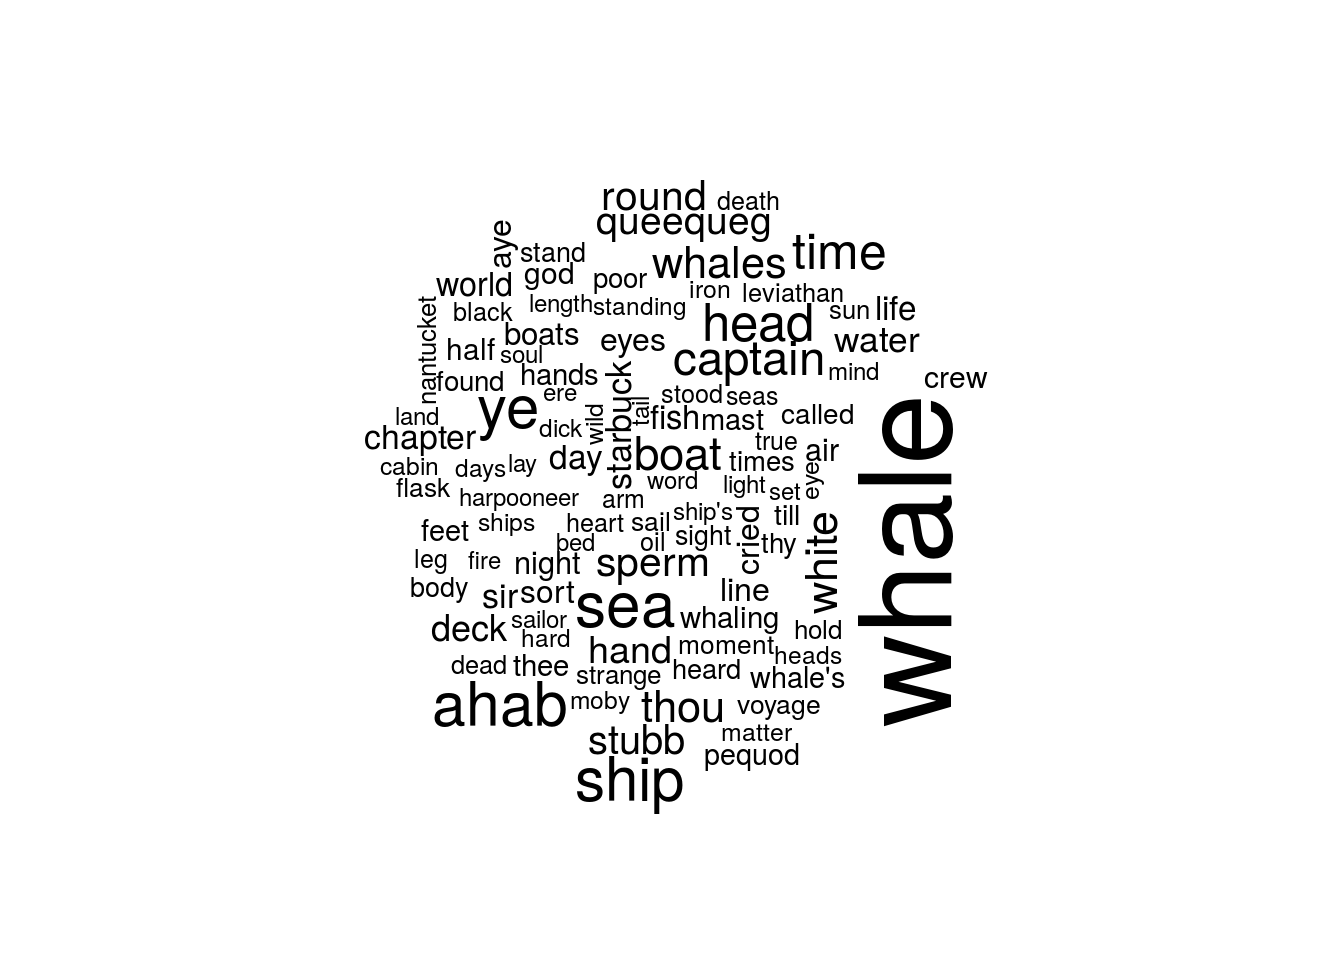 round death
queequeg
aye
stand
whales time
world god poor
iron leviathan
nantucket
black length standing
sun life
boats head
half soul eyes captain water
found hands
mind crew
starbuck
ye ere
stood seas
tail
wild
land dick fish mast called
whale
chapter
day boat true air
cabin days lay times
eye
flask harpooneer arm word light set
feet ships heart sail ship's till
cried
white
bed oil sight thy
leg fire night sperm
body sir sort sea line
deck sailor whaling hold
hard hand moment heads
dead thee strange heard whale's
ahab moby thou voyage
stubb matter
pequod
ship